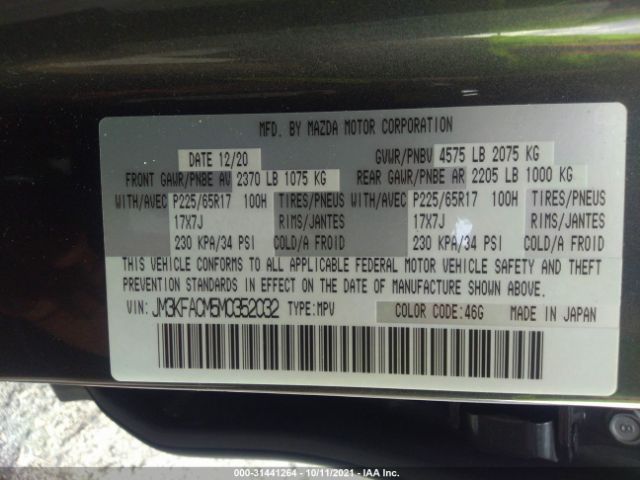 MFD. BY MAZDA MOTOR CORPORATION
DATE 12/20 GVWR/PNBV 4575 LB 2075 KG
FRONT GAWR/PNBE AV 2370 LB 1075 KG REAR GAWR/PNBE AR 2205 LB 1000 KG
WITH/AVEC P225/65R17 100H TIRES/PNEUS WITH/AVEC P225/65R17 100H TIRES/PNEUS
17X7J RIMS/JANTES 17X7J RIMS/JANTES
230 KPA/34 PSI COLD/A FROID 230 KPA/34 PSI COLD/A FROID
THIS VEHICLE CONFORMS TO ALL APPLICABLE FEDERAL MOTOR VEHICLE SAFETY AND THEFT
PREVENTION STANDARDS IN EFFECT ON THE DATE OF MANUFACTURE SHOWN ABOVE.
VIN: JM3KFACM5M0352032 TYPE: MPV COLOR CODE: 46G MADE IN JAPAN
8
000-31441264 - 10/11/2021 - IAA Inc.